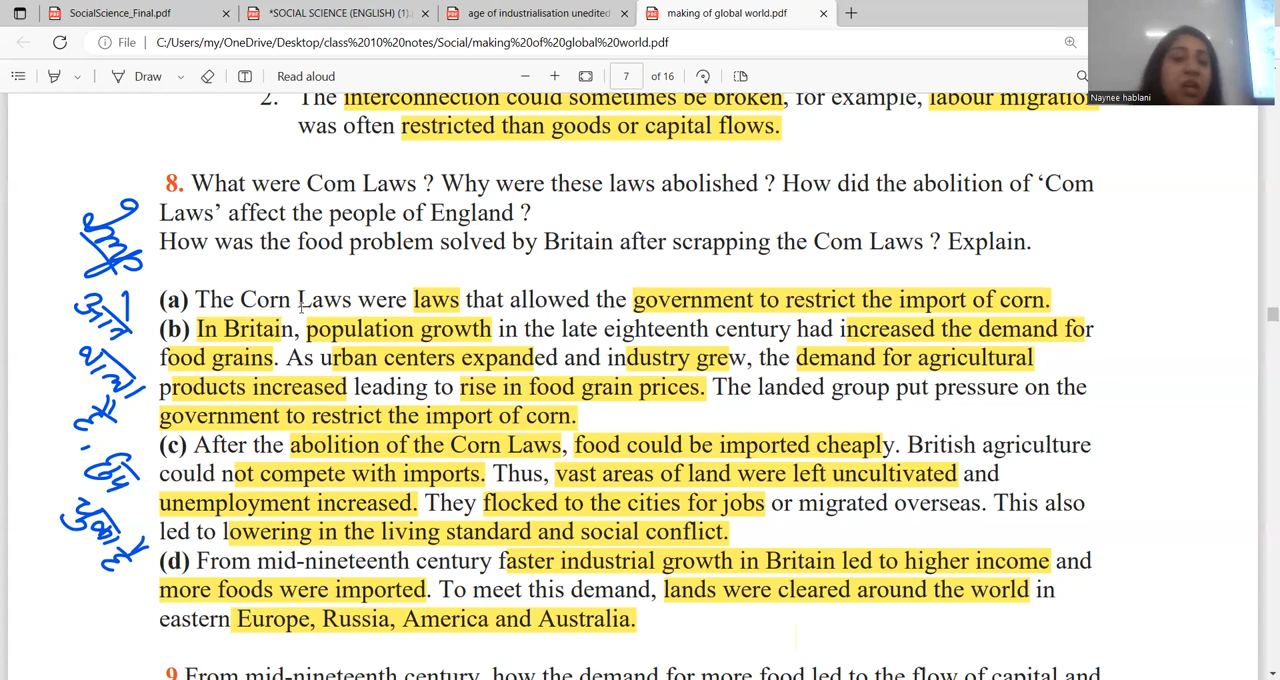 SocialScience_Final.pdf
*SOCIAL SCIENCE (ENGLISH) (1).
age of industrialisation unedited
making of global world.pdf
File
C:/Users/my/OneDrive/Desktop/class%2010%20notes/Social/making%20of%20global%20world.pdf
Draw
Read aloud
7 of 16
Naynee hablani
2. The interconnection could sometimes be broken, for example, labour migration
was often restricted than goods or capital flows.
8. What were Com Laws ? Why were these laws abolished ? How did the abolition of ‘Com
Laws’ affect the people of England ?
How was the food problem solved by Britain after scrapping the Com Laws ? Explain.
(a) The Corn Laws were laws that allowed the government to restrict the import of corn.
(b) In Britain, population growth in the late eighteenth century had increased the demand for
food grains. As urban centers expanded and industry grew, the demand for agricultural
products increased leading to rise in food grain prices. The landed group put pressure on the
government to restrict the import of corn.
(c) After the abolition of the Corn Laws, food could be imported cheaply. British agriculture
could not compete with imports. Thus, vast areas of land were left uncultivated and
unemployment increased. They flocked to the cities for jobs or migrated overseas. This also
led to lowering in the living standard and social conflict.
(d) From mid-nineteenth century faster industrial growth in Britain led to higher income and
more foods were imported. To meet this demand, lands were cleared around the world in
eastern Europe, Russia, America and Australia.
9 From mid-nineteenth century, how the demand for more food led to the flow of capital and